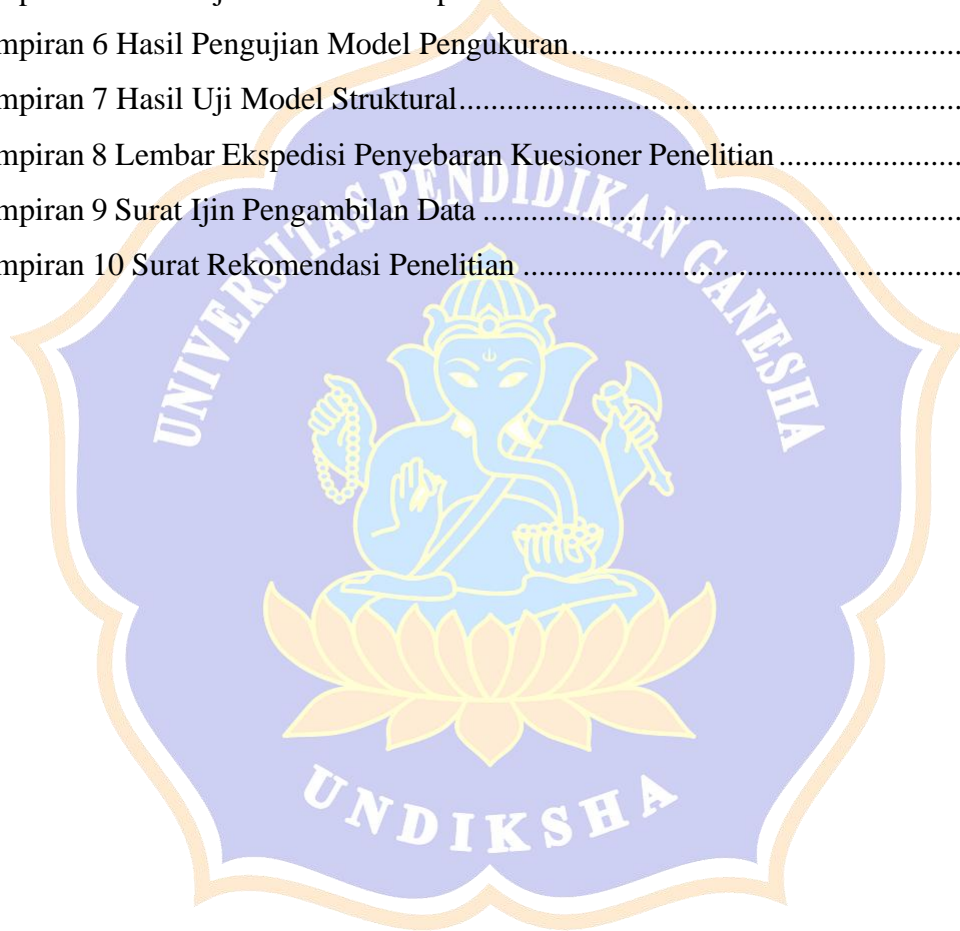 mpiran 6 Hasil Pengujian Model Pengukuran
mpiran 7 Hasil Uji Model Struktural
mpiran 8 Lembar Ekspedisi Penyebaran Kuesioner Penelitian
mpiran 9 Surat Ijin Pengambilan Data
mpiran 10 Surat Rekomendasi Penelitian
UNIVERSITAS PENDIDIKAN GANESHA
UNDIKSHA